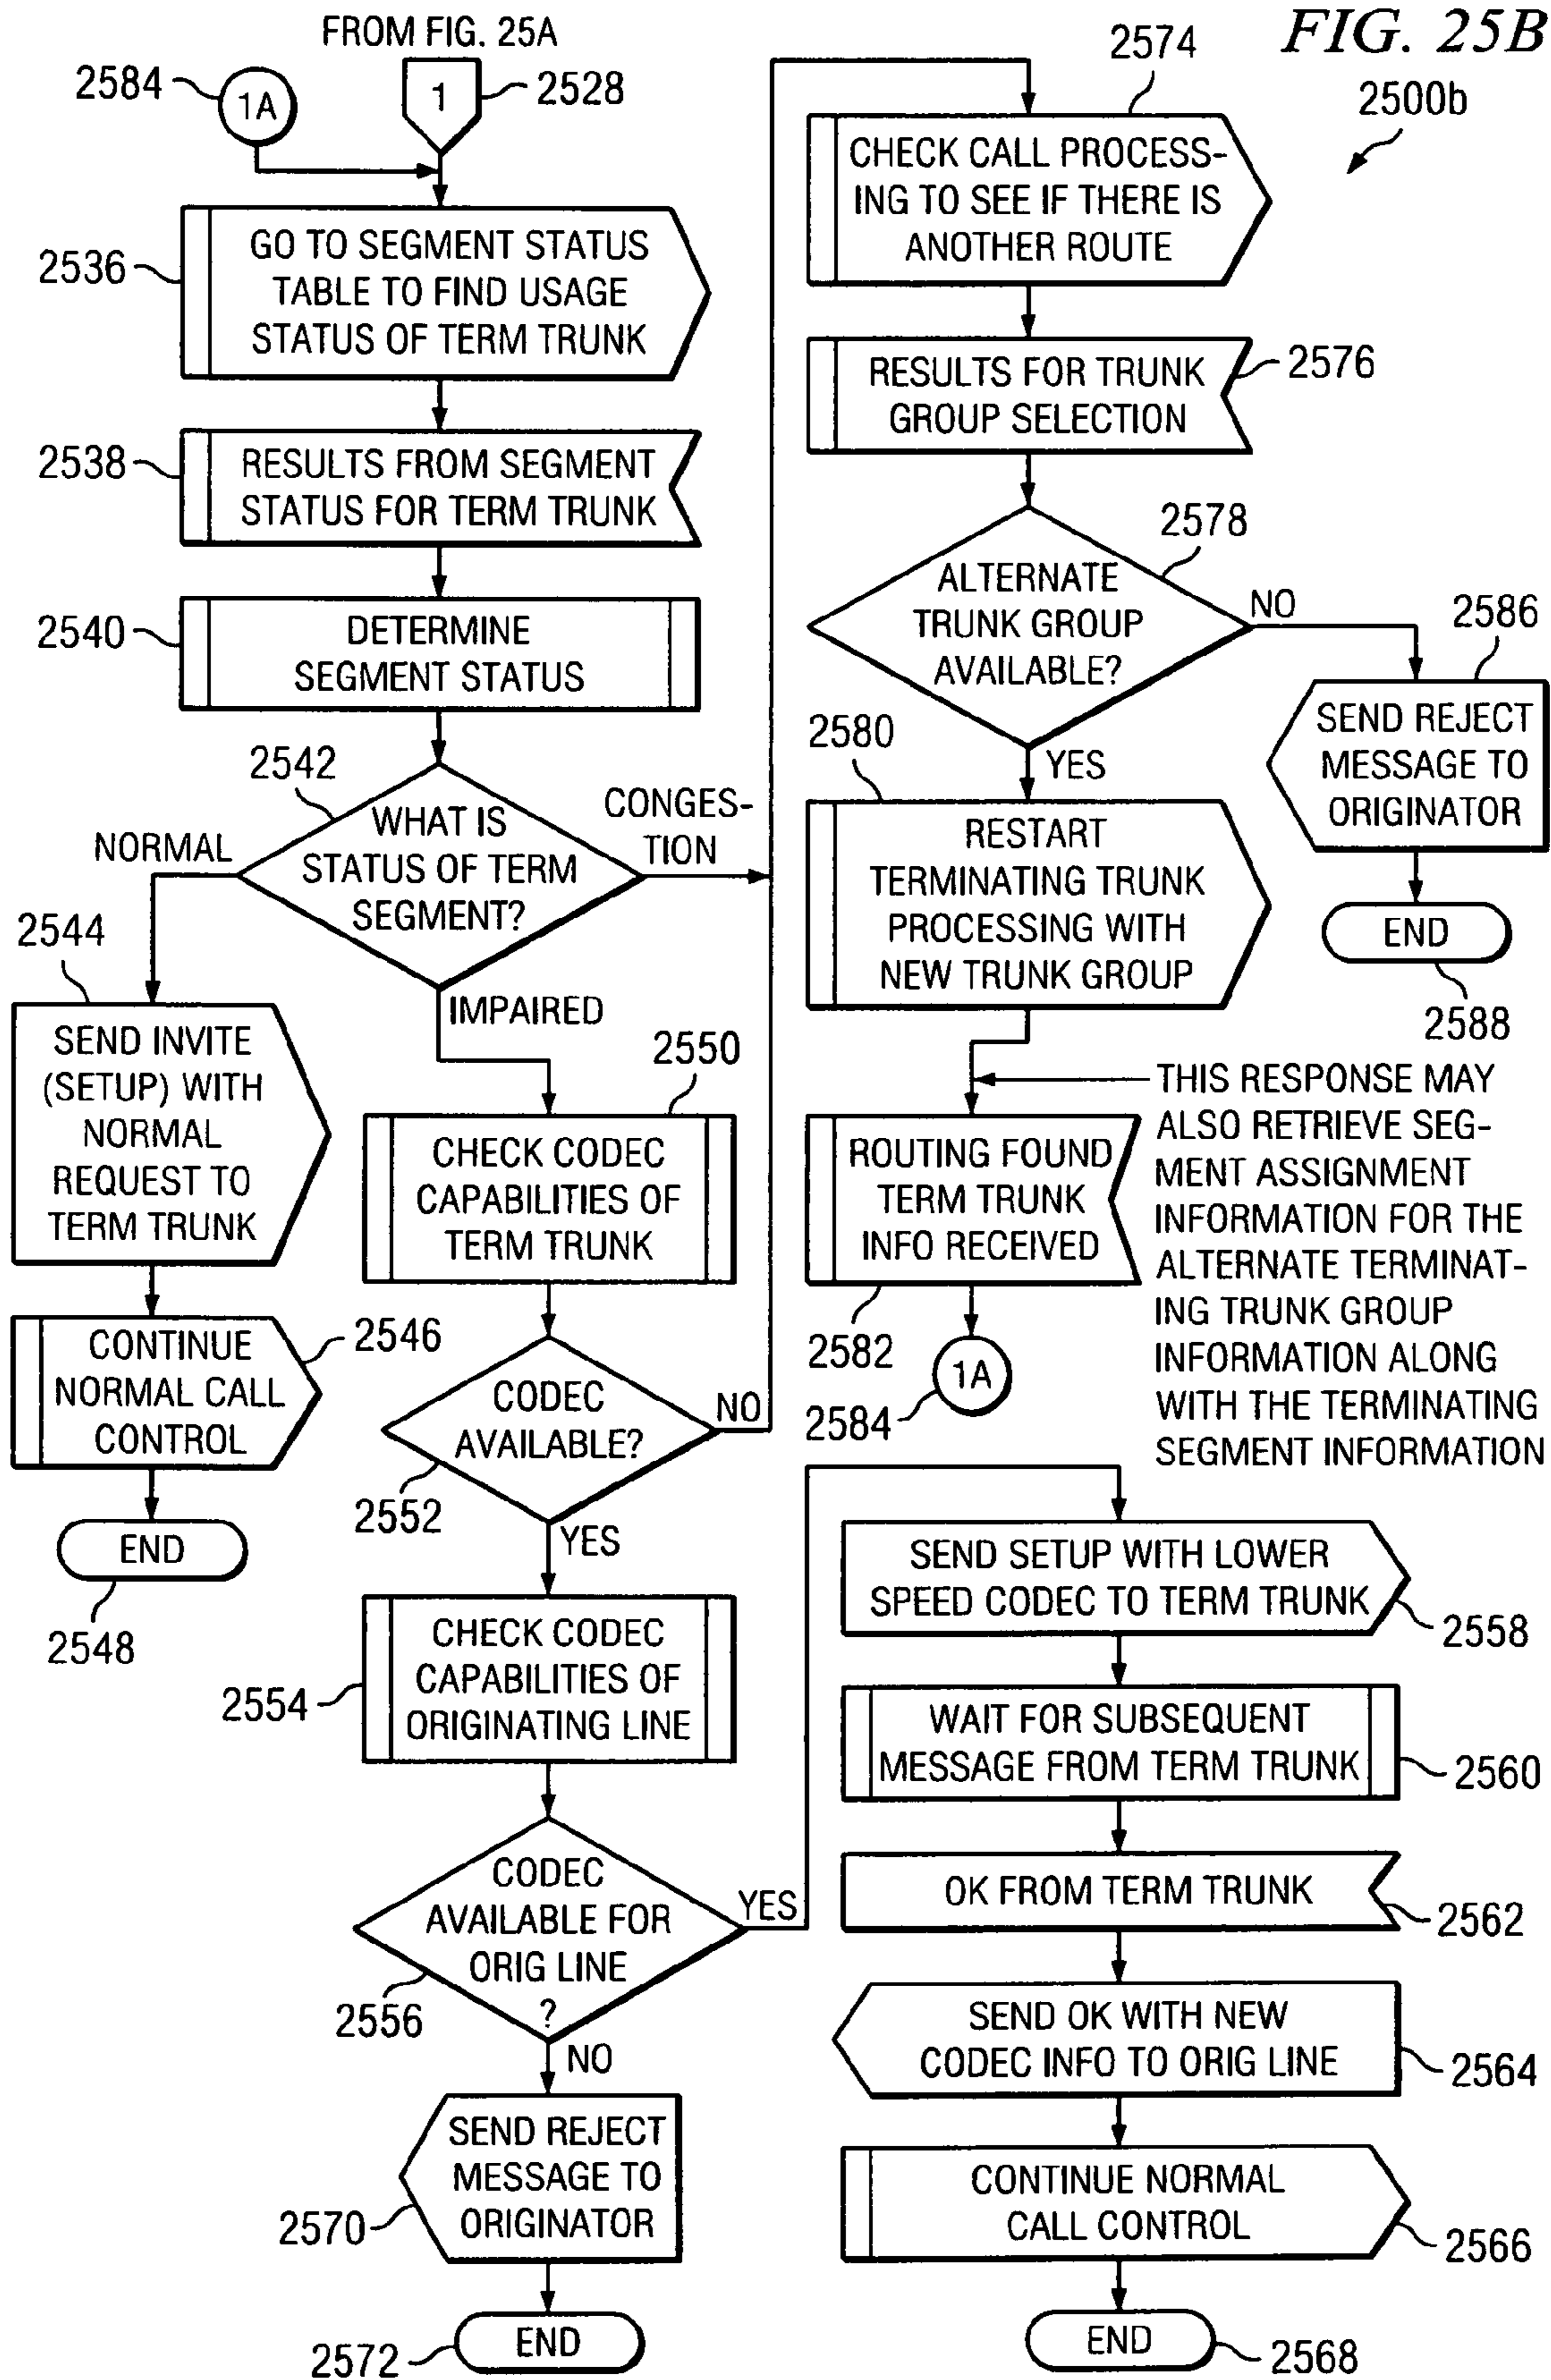 FIG. 25B
2500b
FROM FIG. 25A
2584
1A
1
2528
2536
GO TO SEGMENT STATUS
TABLE TO FIND USAGE
STATUS OF TERM TRUNK
2538
RESULTS FROM SEGMENT
STATUS FOR TERM TRUNK
2540
DETERMINE
SEGMENT STATUS
2542
WHAT IS
STATUS OF TERM
SEGMENT?
NORMAL
CONGES-
TION
IMPAIRED
2544
SEND INVITE
(SETUP) WITH
NORMAL
REQUEST TO
TERM TRUNK
2546
CONTINUE
NORMAL CALL
CONTROL
END
2548
2550
CHECK CODEC
CAPABILITIES OF
TERM TRUNK
CODEC
AVAILABLE?
NO
2552
YES
2554
CHECK CODEC
CAPABILITIES OF
ORIGINATING LINE
CODEC
AVAILABLE FOR
ORIG LINE
?
YES
2556
NO
SEND REJECT
MESSAGE TO
ORIGINATOR
2570
END
2572
2574
CHECK CALL PROCESS-
ING TO SEE IF THERE IS
ANOTHER ROUTE
RESULTS FOR TRUNK
GROUP SELECTION
2576
2578
ALTERNATE
TRUNK GROUP
AVAILABLE?
NO
2586
SEND REJECT
MESSAGE TO
ORIGINATOR
END
2588
YES
2580
RESTART
TERMINATING TRUNK
PROCESSING WITH
NEW TRUNK GROUP
THIS RESPONSE MAY
ALSO RETRIEVE SEG-
MENT ASSIGNMENT
INFORMATION FOR THE
ALTERNATE TERMINAT-
ING TRUNK GROUP
INFORMATION ALONG
WITH THE TERMINATING
SEGMENT INFORMATION
ROUTING FOUND
TERM TRUNK
INFO RECEIVED
2582
1A
2584
SEND SETUP WITH LOWER
SPEED CODEC TO TERM TRUNK
2558
WAIT FOR SUBSEQUENT
MESSAGE FROM TERM TRUNK
2560
OK FROM TERM TRUNK
2562
SEND OK WITH NEW
CODEC INFO TO ORIG LINE
2564
CONTINUE NORMAL
CALL CONTROL
2566
END
2568